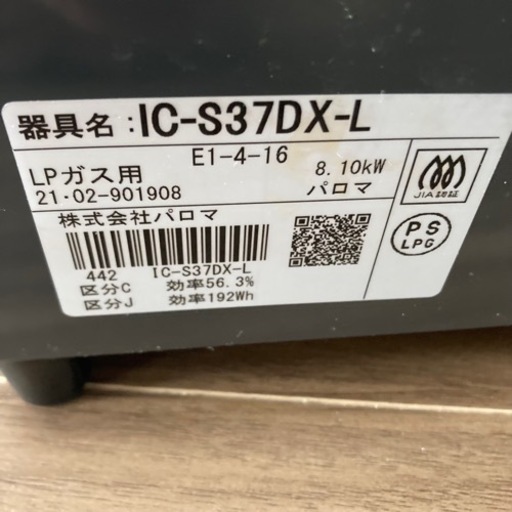 器具名:IC-S37DX-L
E1-4-16
LPガス用 8.10kW
21・02-901908 パロマ
株式会社パロマ
JIA認証
PS
LPG
442 IC-S37DX-L
区分C 効率56.3%
区分J 効率192Wh